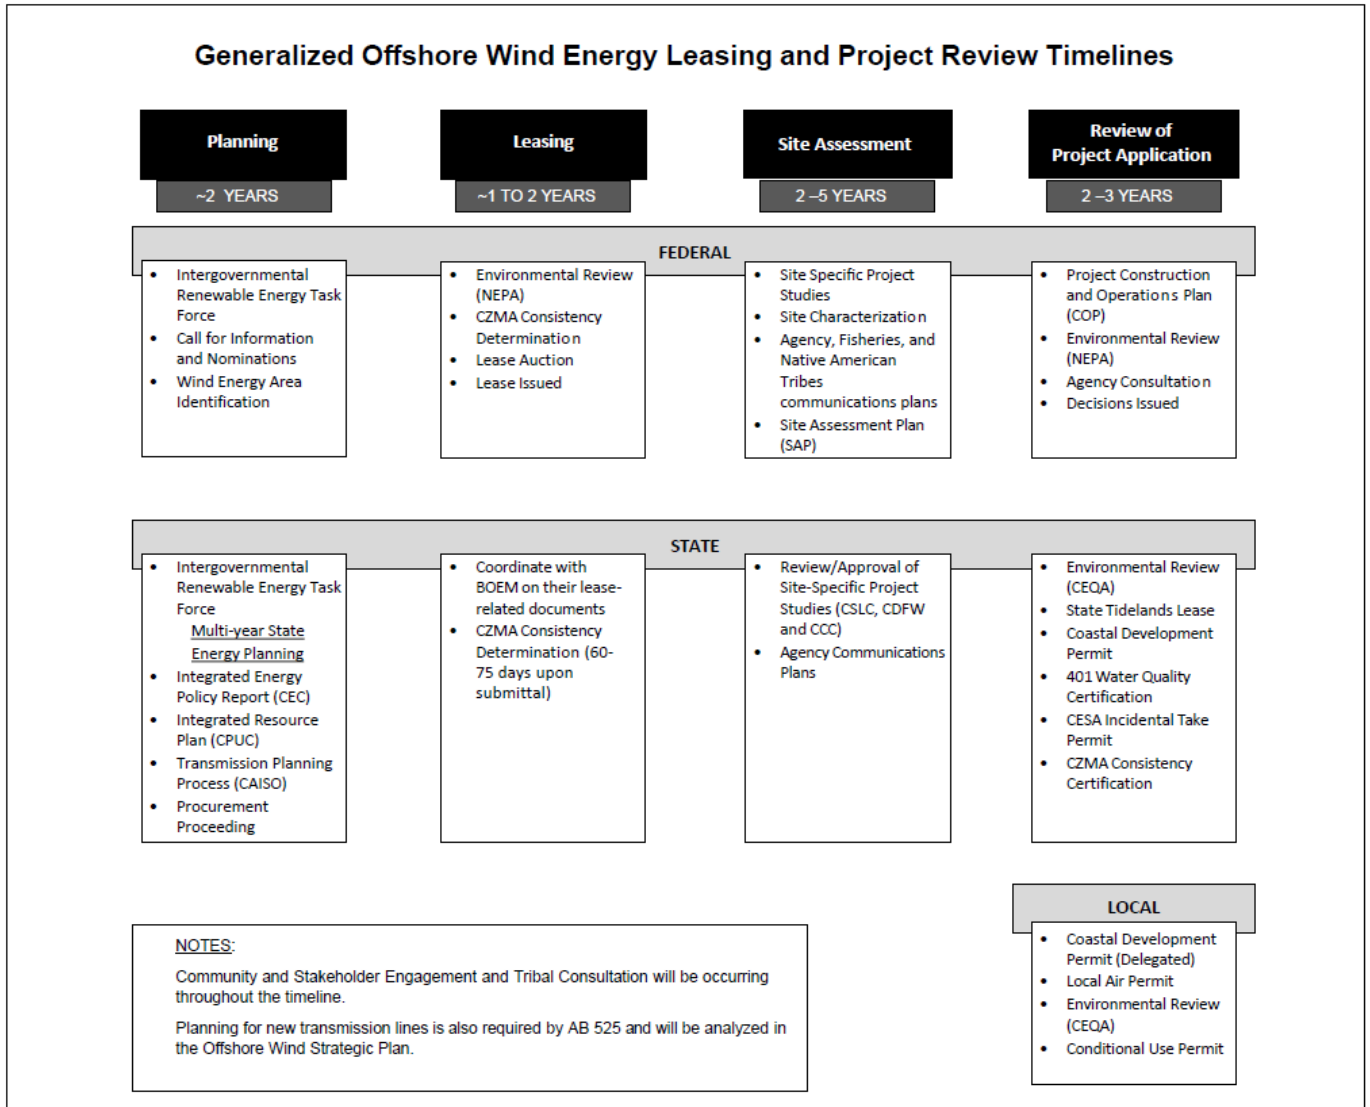 Generalized Offshore Wind Energy Leasing and Project Review Timelines
Planning
~2 YEARS
Leasing
~1 TO 2 YEARS
Site Assessment
2 –5 YEARS
Review of
Project Application
2 –3 YEARS
FEDERAL
• Intergovernmental
Renewable Energy Task
Force
• Call for Information
and Nominations
• Wind Energy Area
Identification
• Environmental Review
(NEPA)
• CZMA Consistency
Determination
• Lease Auction
• Lease Issued
• Site Specific Project
Studies
• Site Characterization
• Agency, Fisheries, and
Native American
Tribes
communications plans
• Site Assessment Plan
(SAP)
• Project Construction
and Operations Plan
(COP)
• Environmental Review
(NEPA)
• Agency Consultation
• Decisions Issued
STATE
• Intergovernmental
Renewable Energy Task
Force
Multi-year State
Energy Planning
• Integrated Energy
Policy Report (CEC)
• Integrated Resource
Plan (CPUC)
• Transmission Planning
Process (CAISO)
• Procurement
Proceeding
• Coordinate with
BOEM on their lease-
related documents
• CZMA Consistency
Determination (60-
75 days upon
submittal)
• Review/Approval of
Site-Specific Project
Studies (CSLC, CDFW
and CCC)
• Agency Communications
Plans
• Environmental Review
(CEQA)
• State Tidelands Lease
• Coastal Development
Permit
• 401 Water Quality
Certification
• CESA Incidental Take
Permit
• CZMA Consistency
Certification
LOCAL
• Coastal Development
Permit (Delegated)
• Local Air Permit
• Environmental Review
(CEQA)
• Conditional Use Permit
NOTES:
Community and Stakeholder Engagement and Tribal Consultation will be occurring
throughout the timeline.
Planning for new transmission lines is also required by AB 525 and will be analyzed in
the Offshore Wind Strategic Plan.